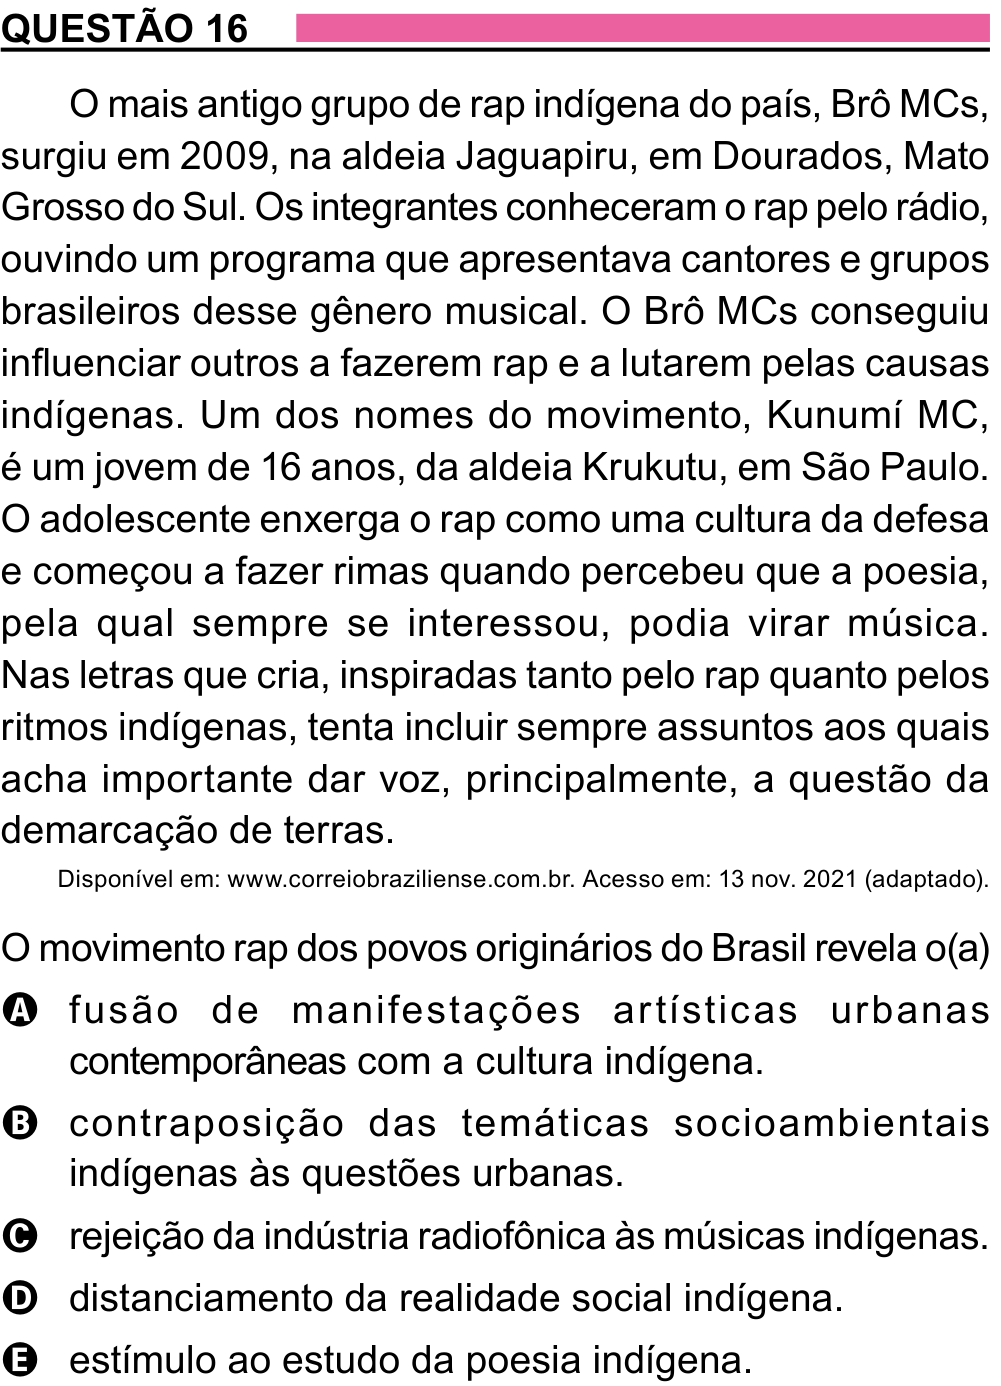 QUESTÃO 16
O mais antigo grupo de rap indígena do país, Brô MCs,
surgiu em 2009, na aldeia Jaguapiru, em Dourados, Mato
Grosso do Sul. Os integrantes conheceram o rap pelo rádio,
ouvindo um programa que apresentava cantores e grupos
brasileiros desse gênero musical. O Brô MCs conseguiu
influenciar outros a fazerem rap e a lutarem pelas causas
indígenas. Um dos nomes do movimento, Kunumí MC,
é um jovem de 16 anos, da aldeia Krukutu, em São Paulo.
O adolescente enxerga o rap como uma cultura da defesa
e começou a fazer rimas quando percebeu que a poesia,
pela qual sempre se interessou, podia virar música.
Nas letras que cria, inspiradas tanto pelo rap quanto pelos
ritmos indígenas, tenta incluir sempre assuntos aos quais
acha importante dar voz, principalmente, a questão da
demarcação de terras.
Disponível em: www.correiobraziliense.com.br. Acesso em: 13 nov. 2021 (adaptado).
O movimento rap dos povos originários do Brasil revela o(a)
A fusão de manifestações artísticas urbanas
contemporâneas com a cultura indígena.
B contraposição das temáticas socioambientais
indígenas às questões urbanas.
C rejeição da indústria radiofônica às músicas indígenas.
D distanciamento da realidade social indígena.
E estímulo ao estudo da poesia indígena.